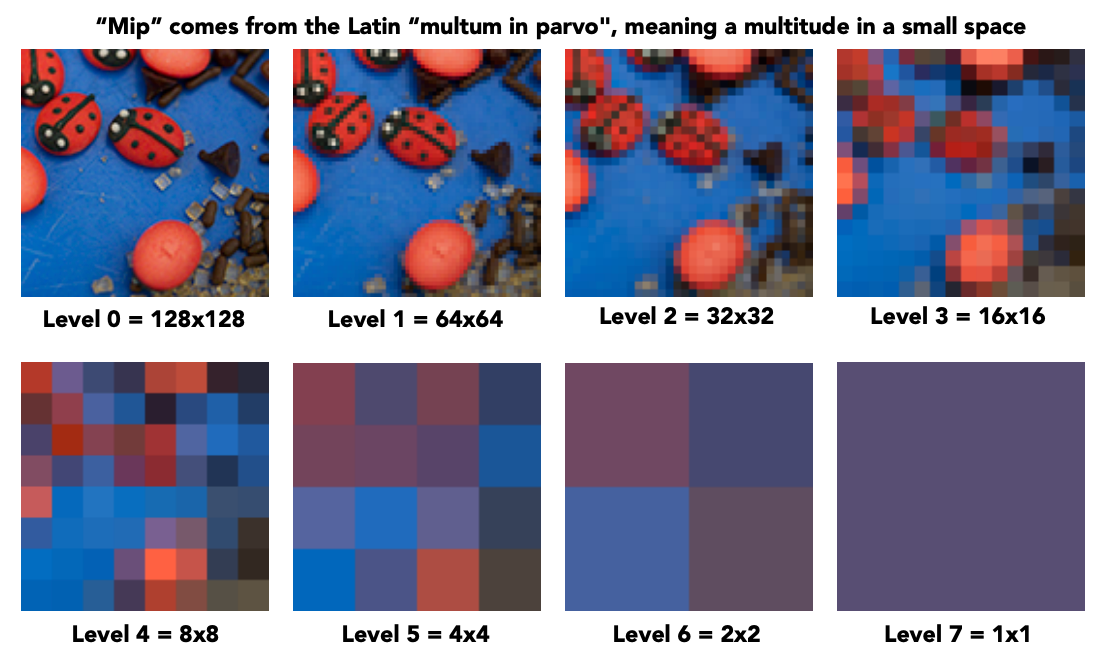 “Mip” comes from the Latin “multum in parvo", meaning a multitude in a small space
Level 0 = 128x128
Level 1 = 64x64
Level 2 = 32x32
Level 3 = 16x16
Level 4 = 8x8
Level 5 = 4x4
Level 6 = 2x2
Level 7 = 1x1